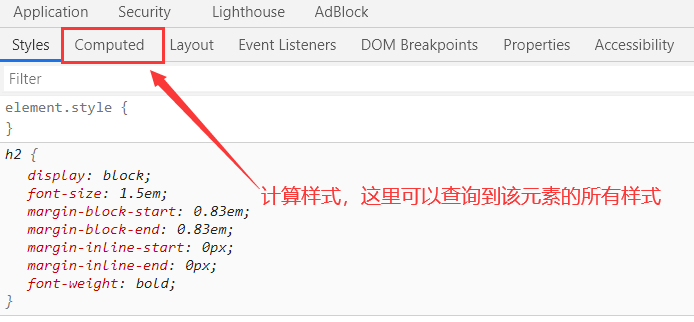 Application Security Lighthouse AdBlock
Styles Computed Layout Event Listeners DOM Breakpoints Properties Accessibility
Filter
element.style {
}
h2 {
display: block;
font-size: 1.5em;
计算样式，这里可以查询到该元素的所有样式
margin-block-start: 0.83em;
margin-block-end: 0.83em;
margin-inline-start: 0px;
margin-inline-end: 0px;
font-weight: bold;
}